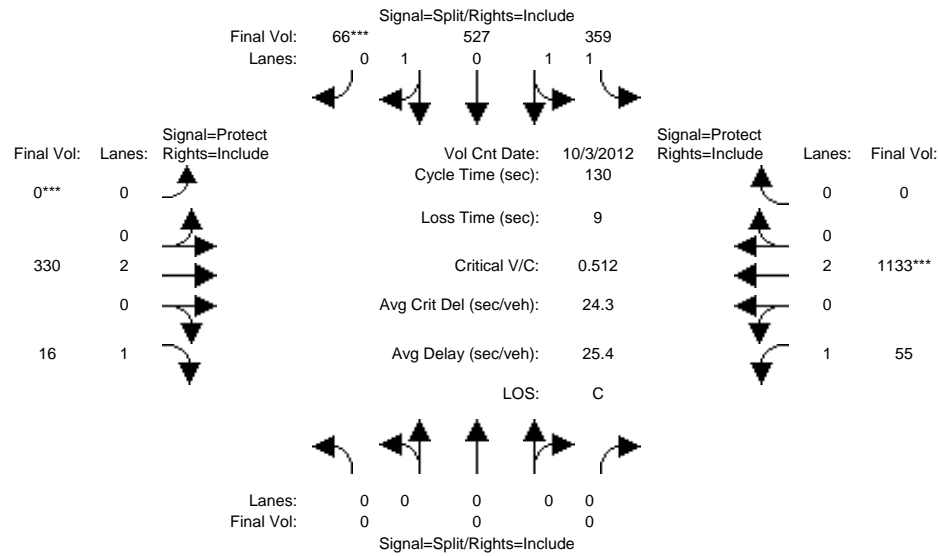 Signal=Split/Rights=Include
Final Vol: 66*** 527 359
Lanes: 0 1 0 1 1
Signal=Protect Signal=Protect
Final Vol: Lanes: Rights=Include Vol Cnt Date: 10/3/2012 Rights=Include Lanes: Final Vol:
Cycle Time (sec): 130
0*** 0 0 0
Loss Time (sec): 9
0 0
330 2 Critical V/C: 0.512 2 1133***
0 Avg Crit Del (sec/veh): 24.3 0
16 1 Avg Delay (sec/veh): 25.4 1 55
LOS: C
Lanes: 0 0 0 0 0
Final Vol: 0 0 0
Signal=Split/Rights=Include